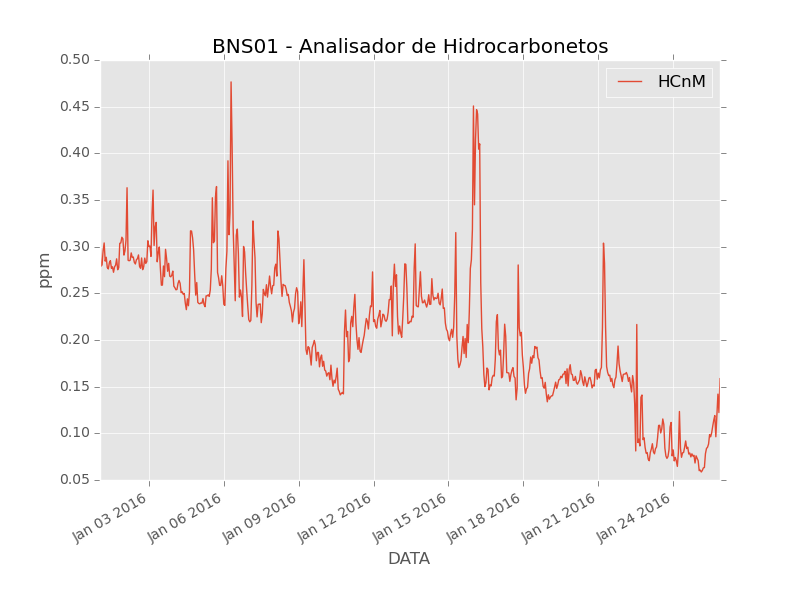 BNS01 - Analisador de Hidrocarbonetos
HCnM
0.50
0.45
0.40
0.35
0.30
0.25
0.20
0.15
0.10
0.05
ppm
Jan 03 2016
Jan 06 2016
Jan 09 2016
Jan 12 2016
Jan 15 2016
Jan 18 2016
Jan 21 2016
Jan 24 2016
DATA